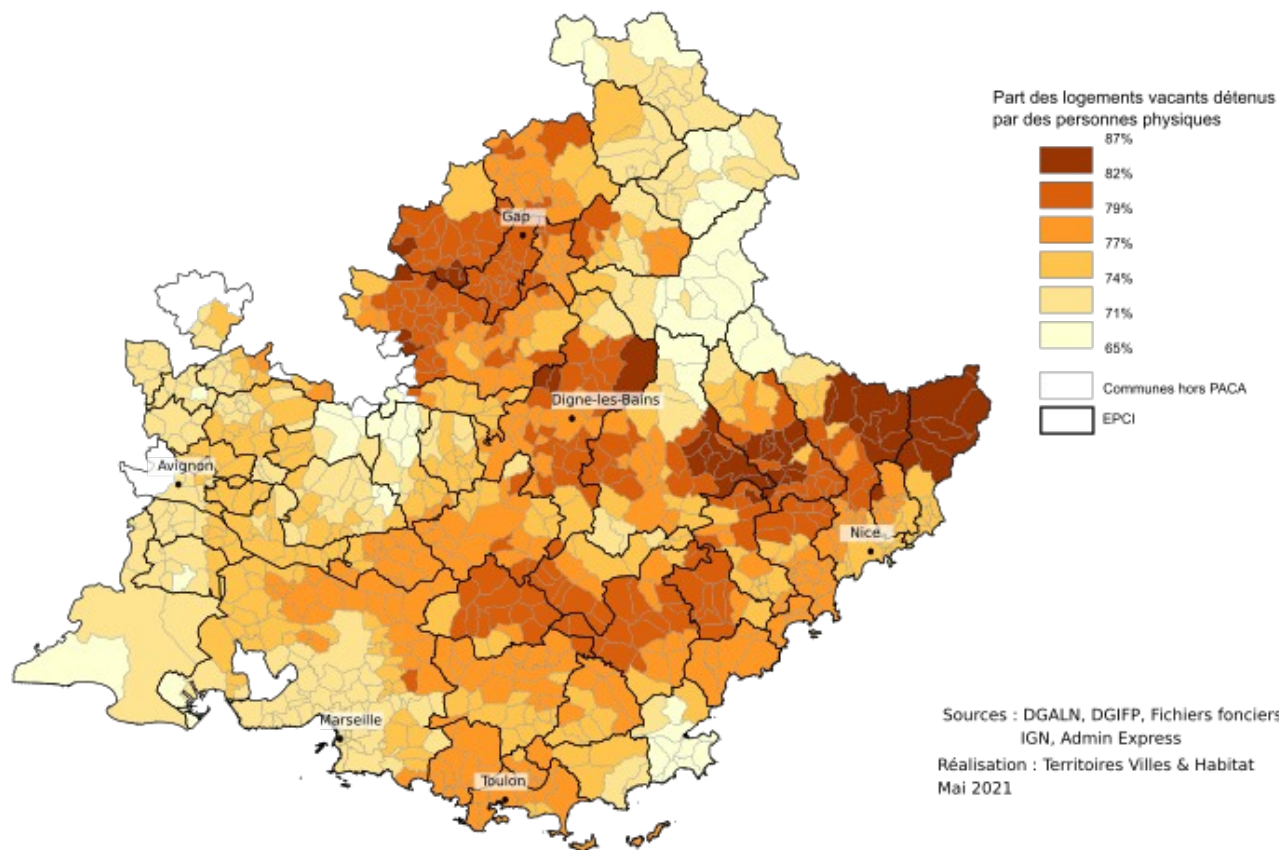 Part des logements vacants détenus
par des personnes physiques
87%
82%
79%
77%
74%
71%
65%
Communes hors PACA
EPCI
Gap
Digne-les-Bains
Avignon
Nice
Marseille
Toulon
Sources : DGALN, DGIFP, Fichiers fonciers
IGN, Admin Express
Réalisation : Territoires Villes & Habitat
Mai 2021